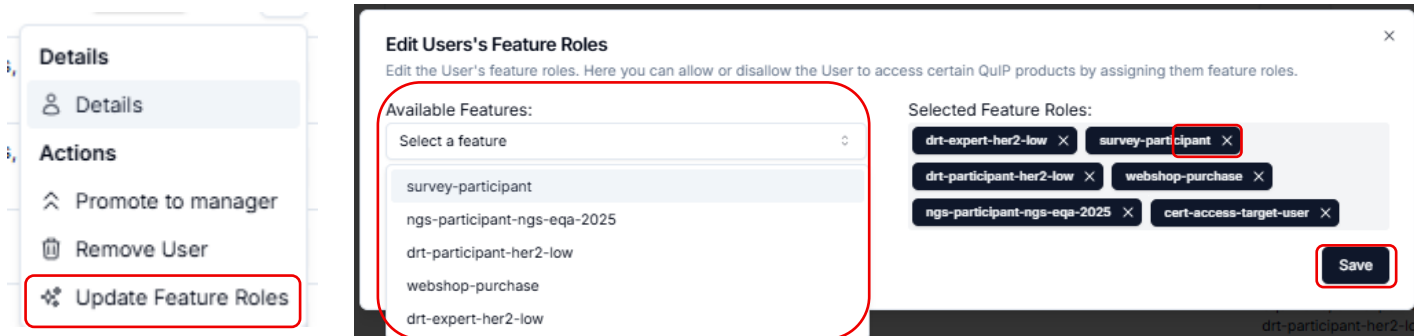 Details
Details
Actions
Promote to manager
Remove User
Update Feature Roles
Edit Users's Feature Roles
Edit the User's feature roles. Here you can allow or disallow the User to access certain QuIP products by assigning them feature roles.
Available Features:
Select a feature
survey-participant
ngs-participant-ngs-eqa-2025
drt-participant-her2-low
webshop-purchase
drt-expert-her2-low
Selected Feature Roles:
drt-expert-her2-low survey-participant
drt-participant-her2-low webshop-purchase
ngs-participant-ngs-eqa-2025 cert-access-target-user
Save